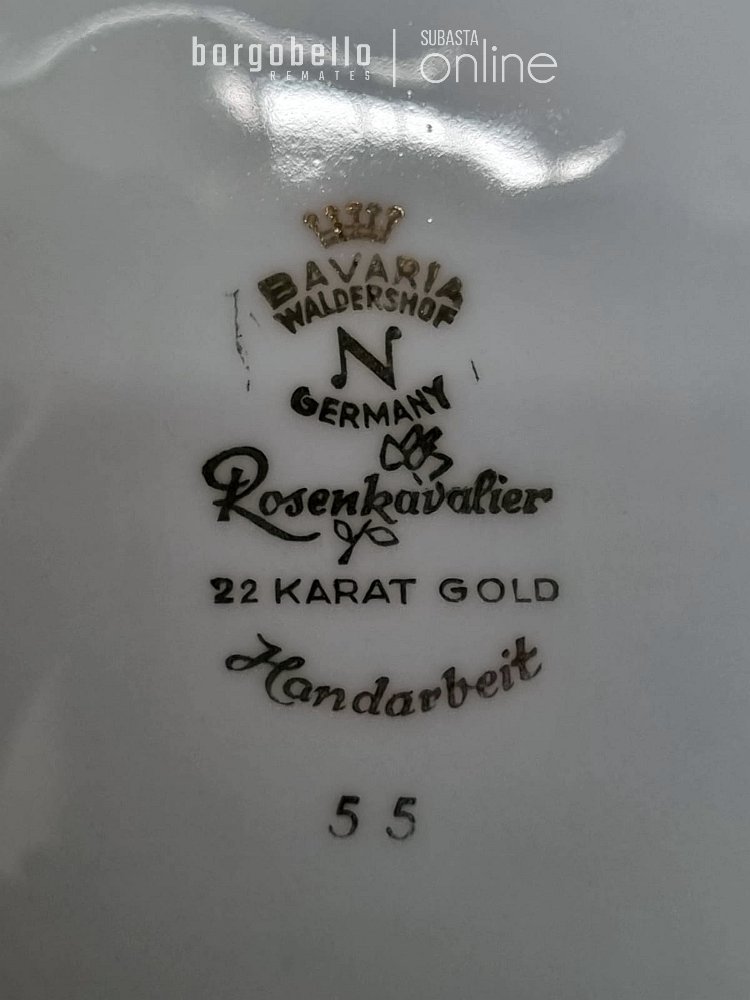 borgobello
REMATES
SUBASTA
online
BAVARIA
WALDERSHOF
N
GERMANY
Rosenkavalier
22 KARAT GOLD
Handarbeit
55